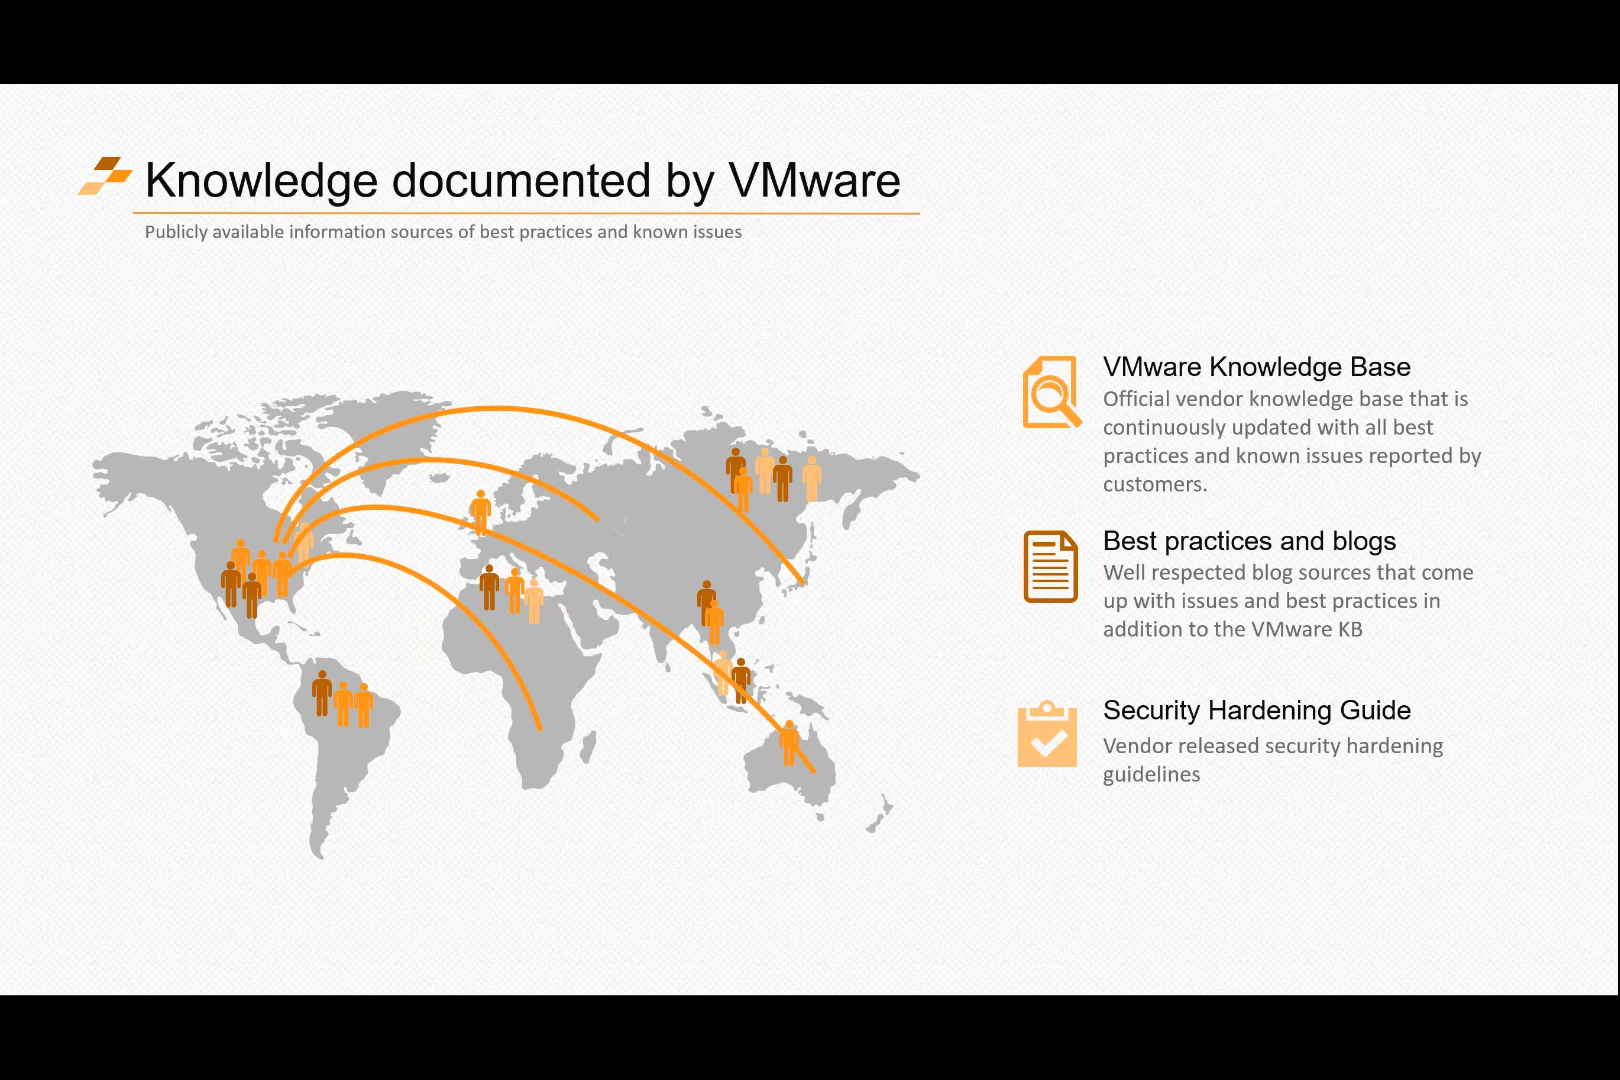 Knowledge documented by VMware
Publicly available information sources of best practices and known issues
VMware Knowledge Base
Official vendor knowledge base that is
continuously updated with all best
practices and known issues reported by
customers.
Best practices and blogs
Well respected blog sources that come
up with issues and best practices in
addition to the VMware KB
Security Hardening Guide
Vendor released security hardening
guidelines